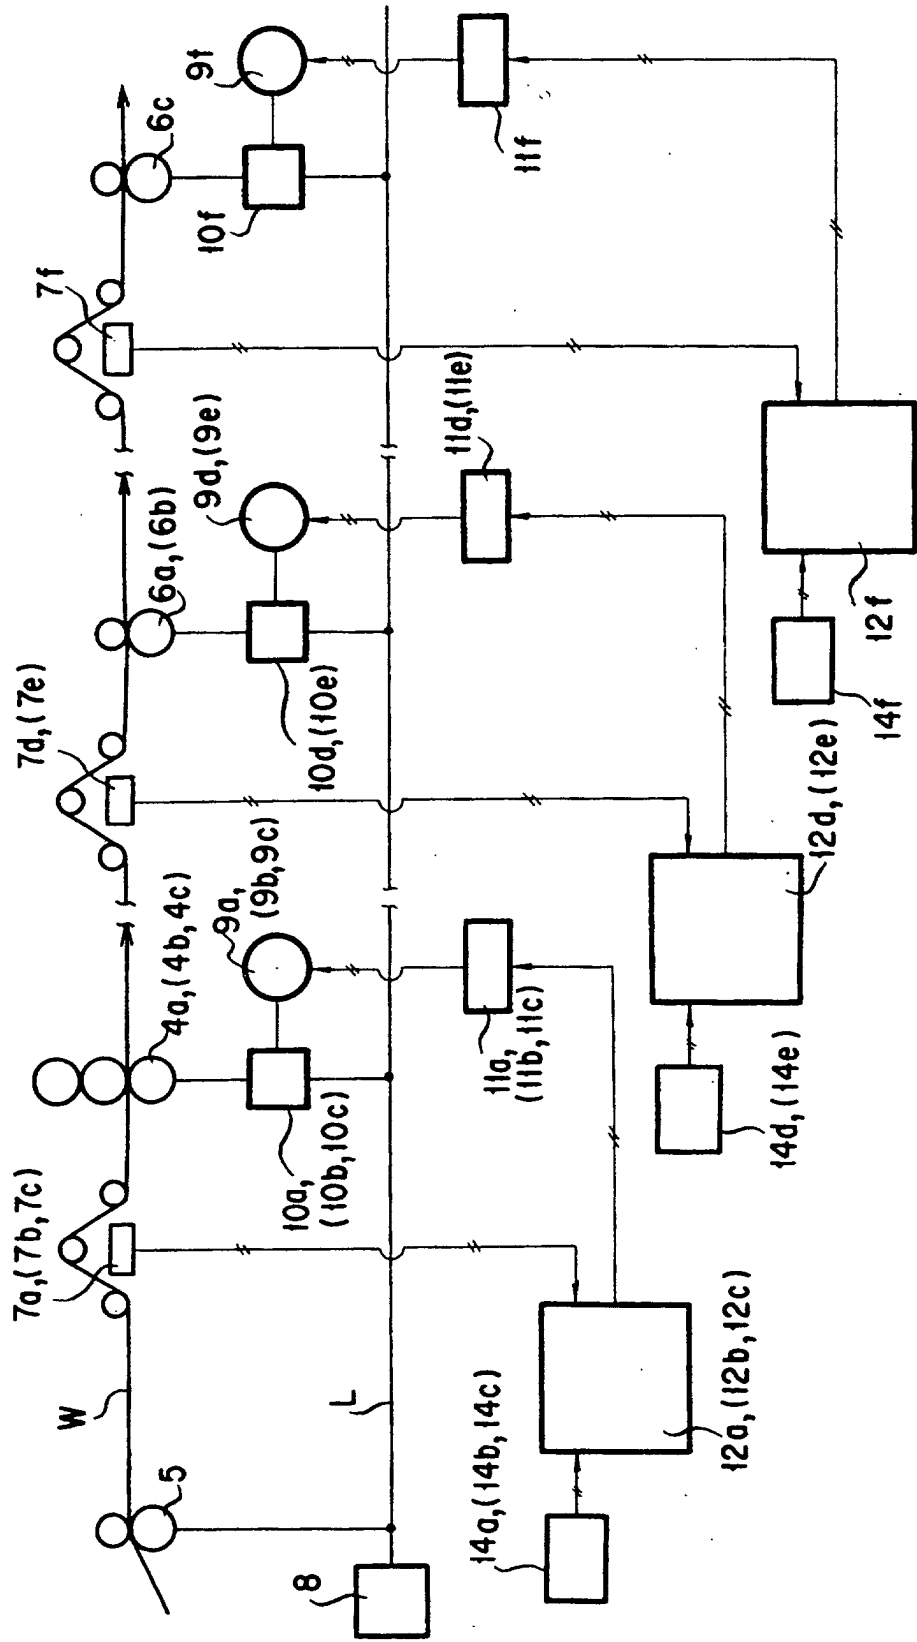 7a,(7b,7c)
7d,(7e)
7f
W
5
4a,(4b,4c)
6a,(6b)
6c
9a,
(9b,9c)
9d,(9e)
9f
10a,
(10b,10c)
10d,(10e)
10f
L
8
11a,
(11b,11c)
11d,(11e)
11f
14a,(14b,14c)
12a,(12b,12c)
14d,(14e)
12d,(12e)
14f
12f